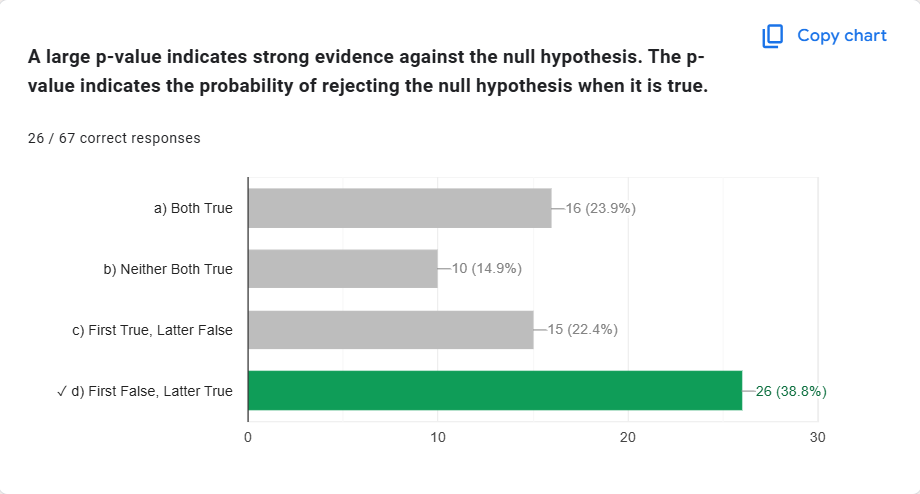 Copy chart
A large p-value indicates strong evidence against the null hypothesis. The p-
value indicates the probability of rejecting the null hypothesis when it is true.
26 / 67 correct responses
a) Both True
16 (23.9%)
b) Neither Both True
10 (14.9%)
c) First True, Latter False
15 (22.4%)
✓ d) First False, Latter True
26 (38.8%)
0 10 20 30